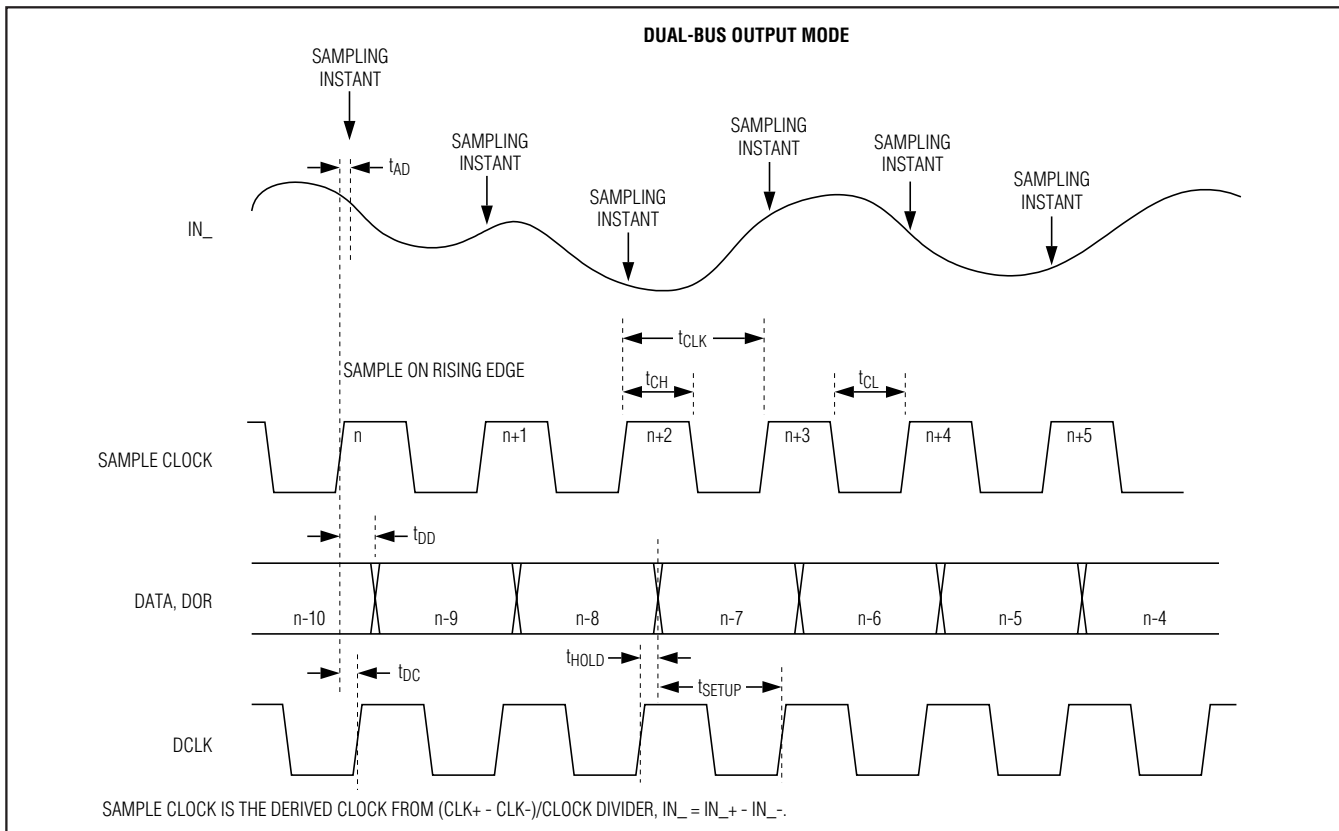 DUAL-BUS OUTPUT MODE
SAMPLING
INSTANT
SAMPLING
INSTANT
SAMPLING
INSTANT
SAMPLING
INSTANT
SAMPLING
INSTANT
SAMPLING
INSTANT
tAD
IN_
tCLK
SAMPLE ON RISING EDGE
tCH
tCL
n
n+1
n+2
n+3
n+4
n+5
SAMPLE CLOCK
tDD
DATA, DOR
n-10
n-9
n-8
n-7
n-6
n-5
n-4
tDC
tHOLD
tSETUP
DCLK
SAMPLE CLOCK IS THE DERIVED CLOCK FROM (CLK+ - CLK-)/CLOCK DIVIDER, IN_ = IN_+ - IN_-.